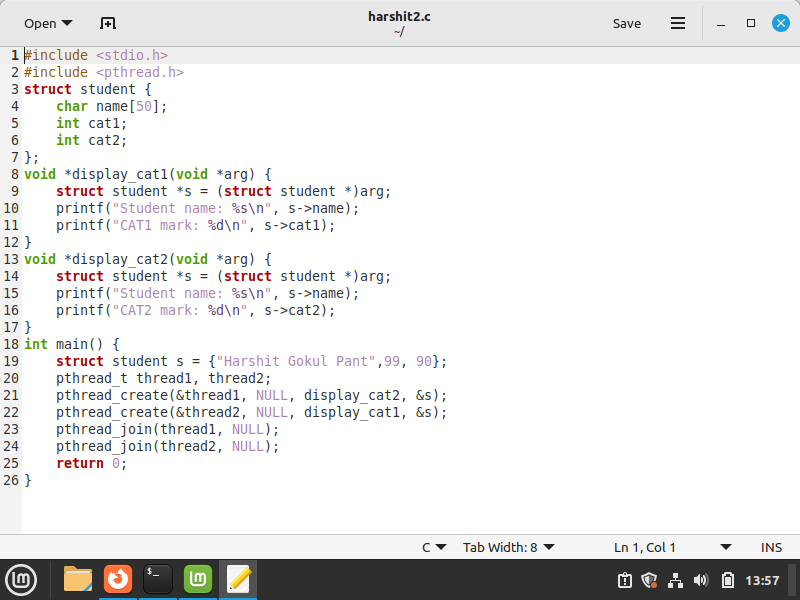 Open
harshit2.c
~/
Save
1 #include <stdio.h>
2 #include <pthread.h>
3 struct student {
4     char name[50];
5     int cat1;
6     int cat2;
7 };
8 void *display_cat1(void *arg) {
9     struct student *s = (struct student *)arg;
10     printf("Student name: %s\n", s->name);
11     printf("CAT1 mark: %d\n", s->cat1);
12 }
13 void *display_cat2(void *arg) {
14     struct student *s = (struct student *)arg;
15     printf("Student name: %s\n", s->name);
16     printf("CAT2 mark: %d\n", s->cat2);
17 }
18 int main() {
19     struct student s = {"Harshit Gokul Pant",99, 90};
20     pthread_t thread1, thread2;
21     pthread_create(&thread1, NULL, display_cat2, &s);
22     pthread_create(&thread2, NULL, display_cat1, &s);
23     pthread_join(thread1, NULL);
24     pthread_join(thread2, NULL);
25     return 0;
26 }
C Tab Width: 8 Ln 1, Col 1 INS
$_
13:57